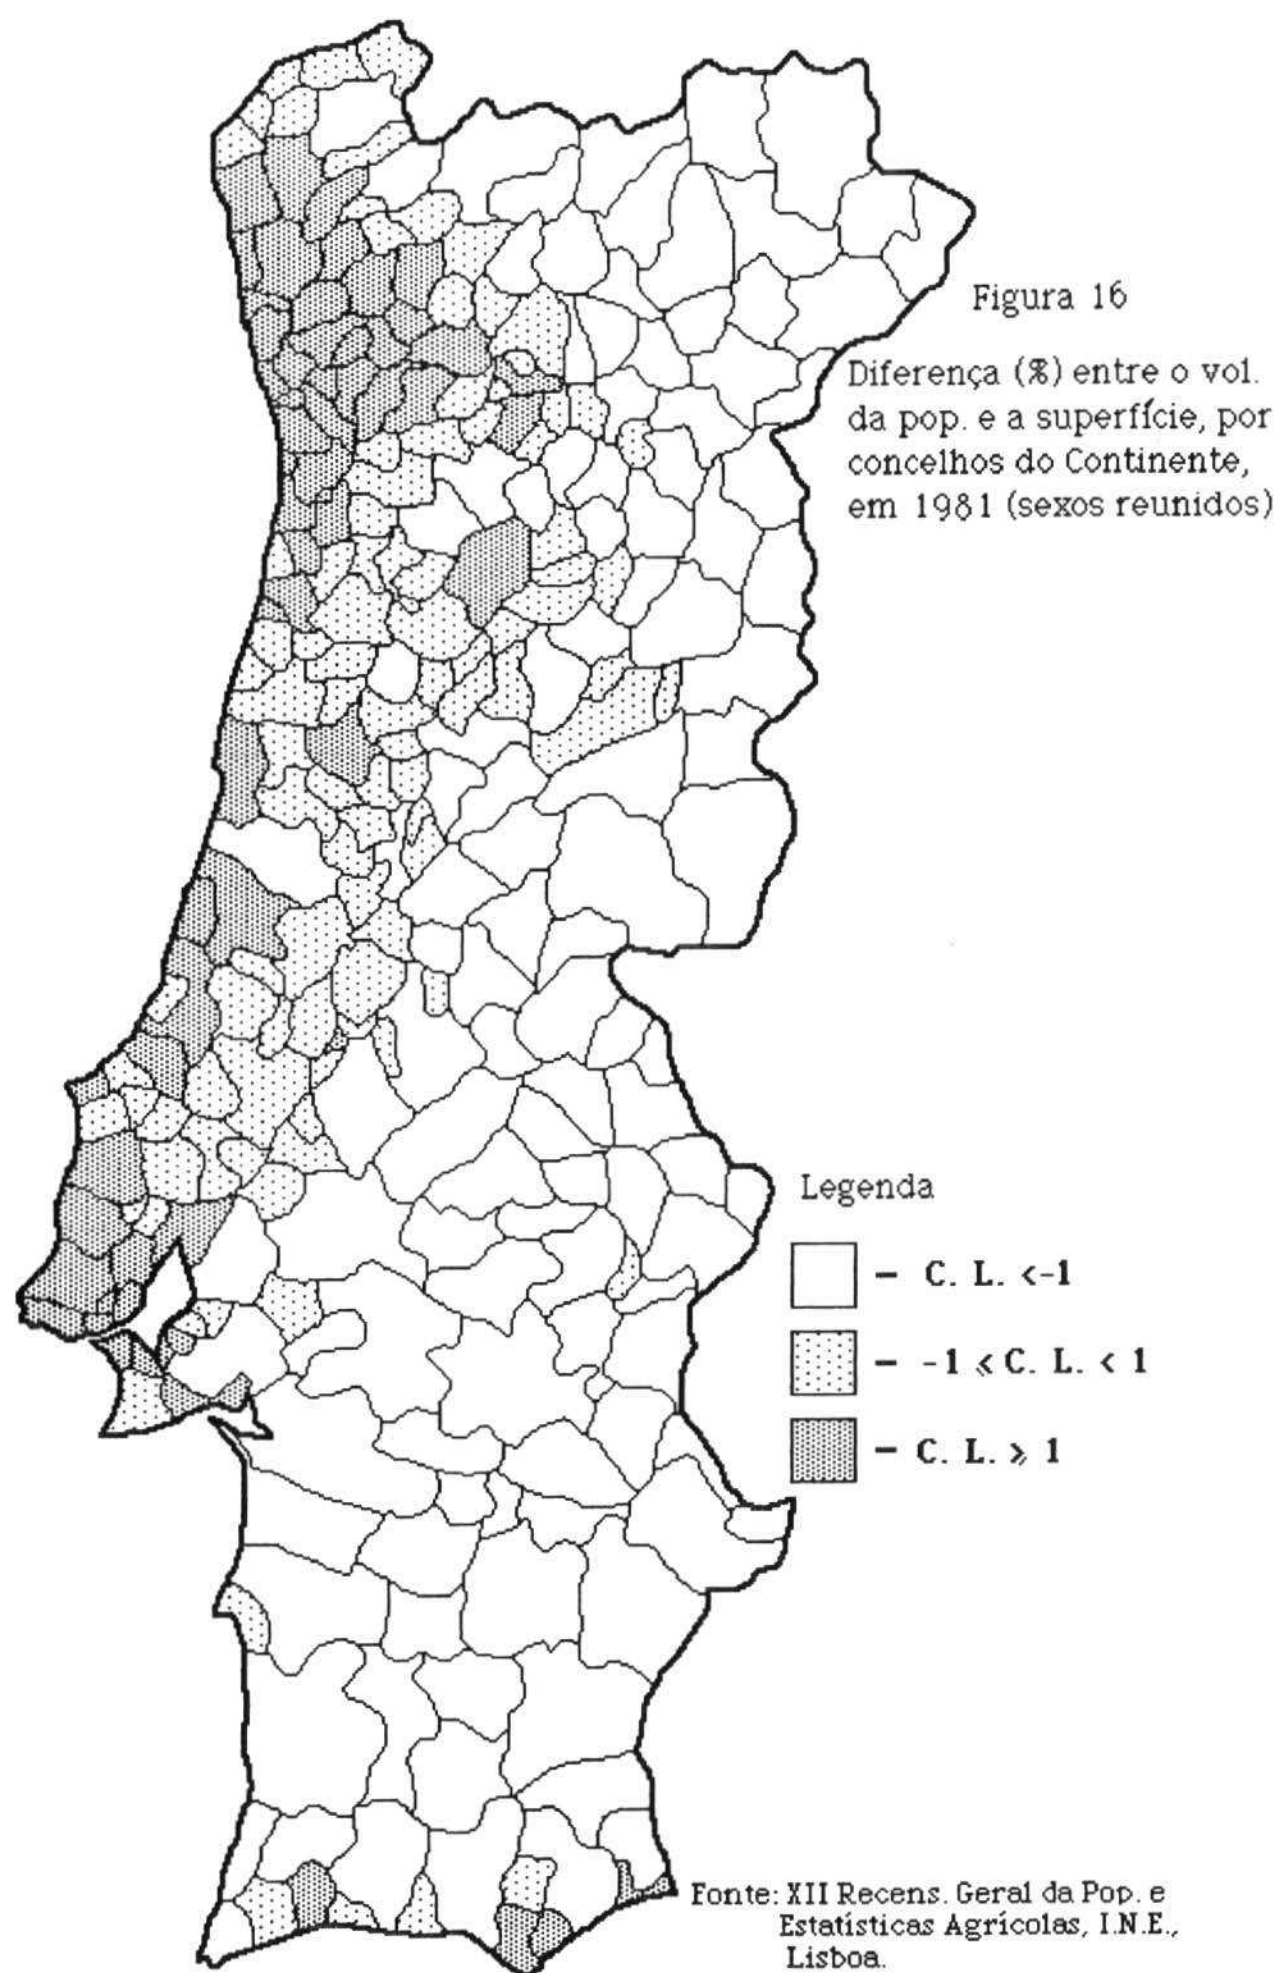 Figura 16
Diferença (%) entre o vol.
da pop. e a superfície, por
concelhos do Continente,
em 1981 (sexos reunidos)
Legenda
- C. L. <-1
- -1 ⩽ C. L. < 1
- C. L. ⩾ 1
Fonte: XII Recens. Geral da Pop. e
Estatísticas Agrícolas, I.N.E.,
Lisboa.